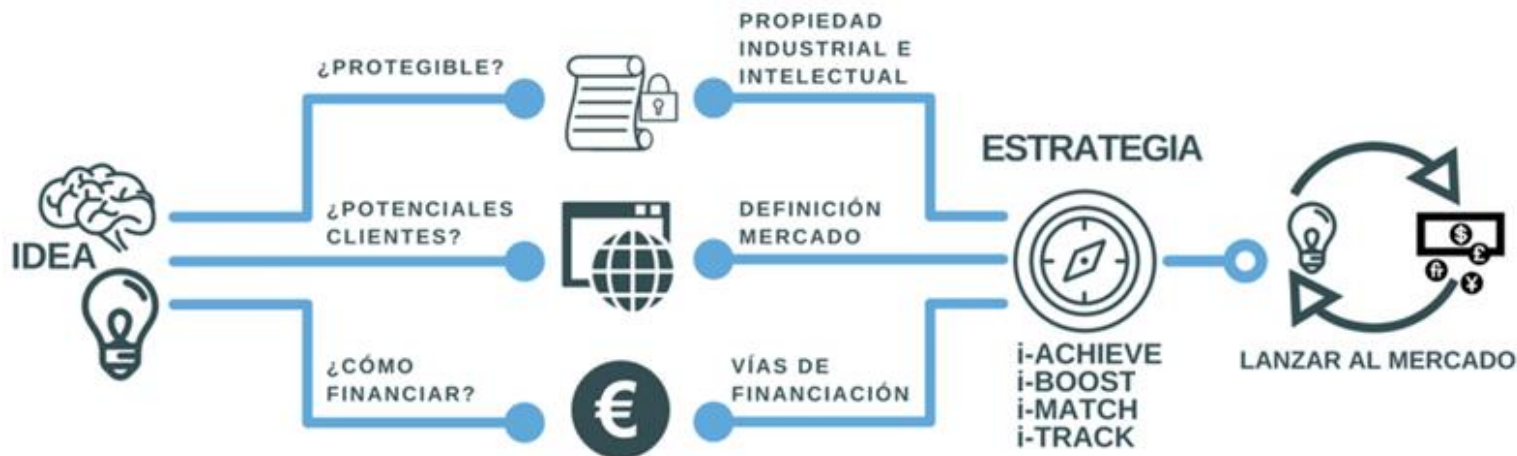 IDEA
¿PROTEGIBLE?
PROPIEDAD
INDUSTRIAL E
INTELECTUAL
¿POTENCIALES
CLIENTES?
DEFINICIÓN
MERCADO
¿CÓMO
FINANCIAR?
€
VÍAS DE
FINANCIACIÓN
ESTRATEGIA
i-ACHIEVE
i-BOOST
i-MATCH
i-TRACK
$
£
fr
¥
LANZAR AL MERCADO